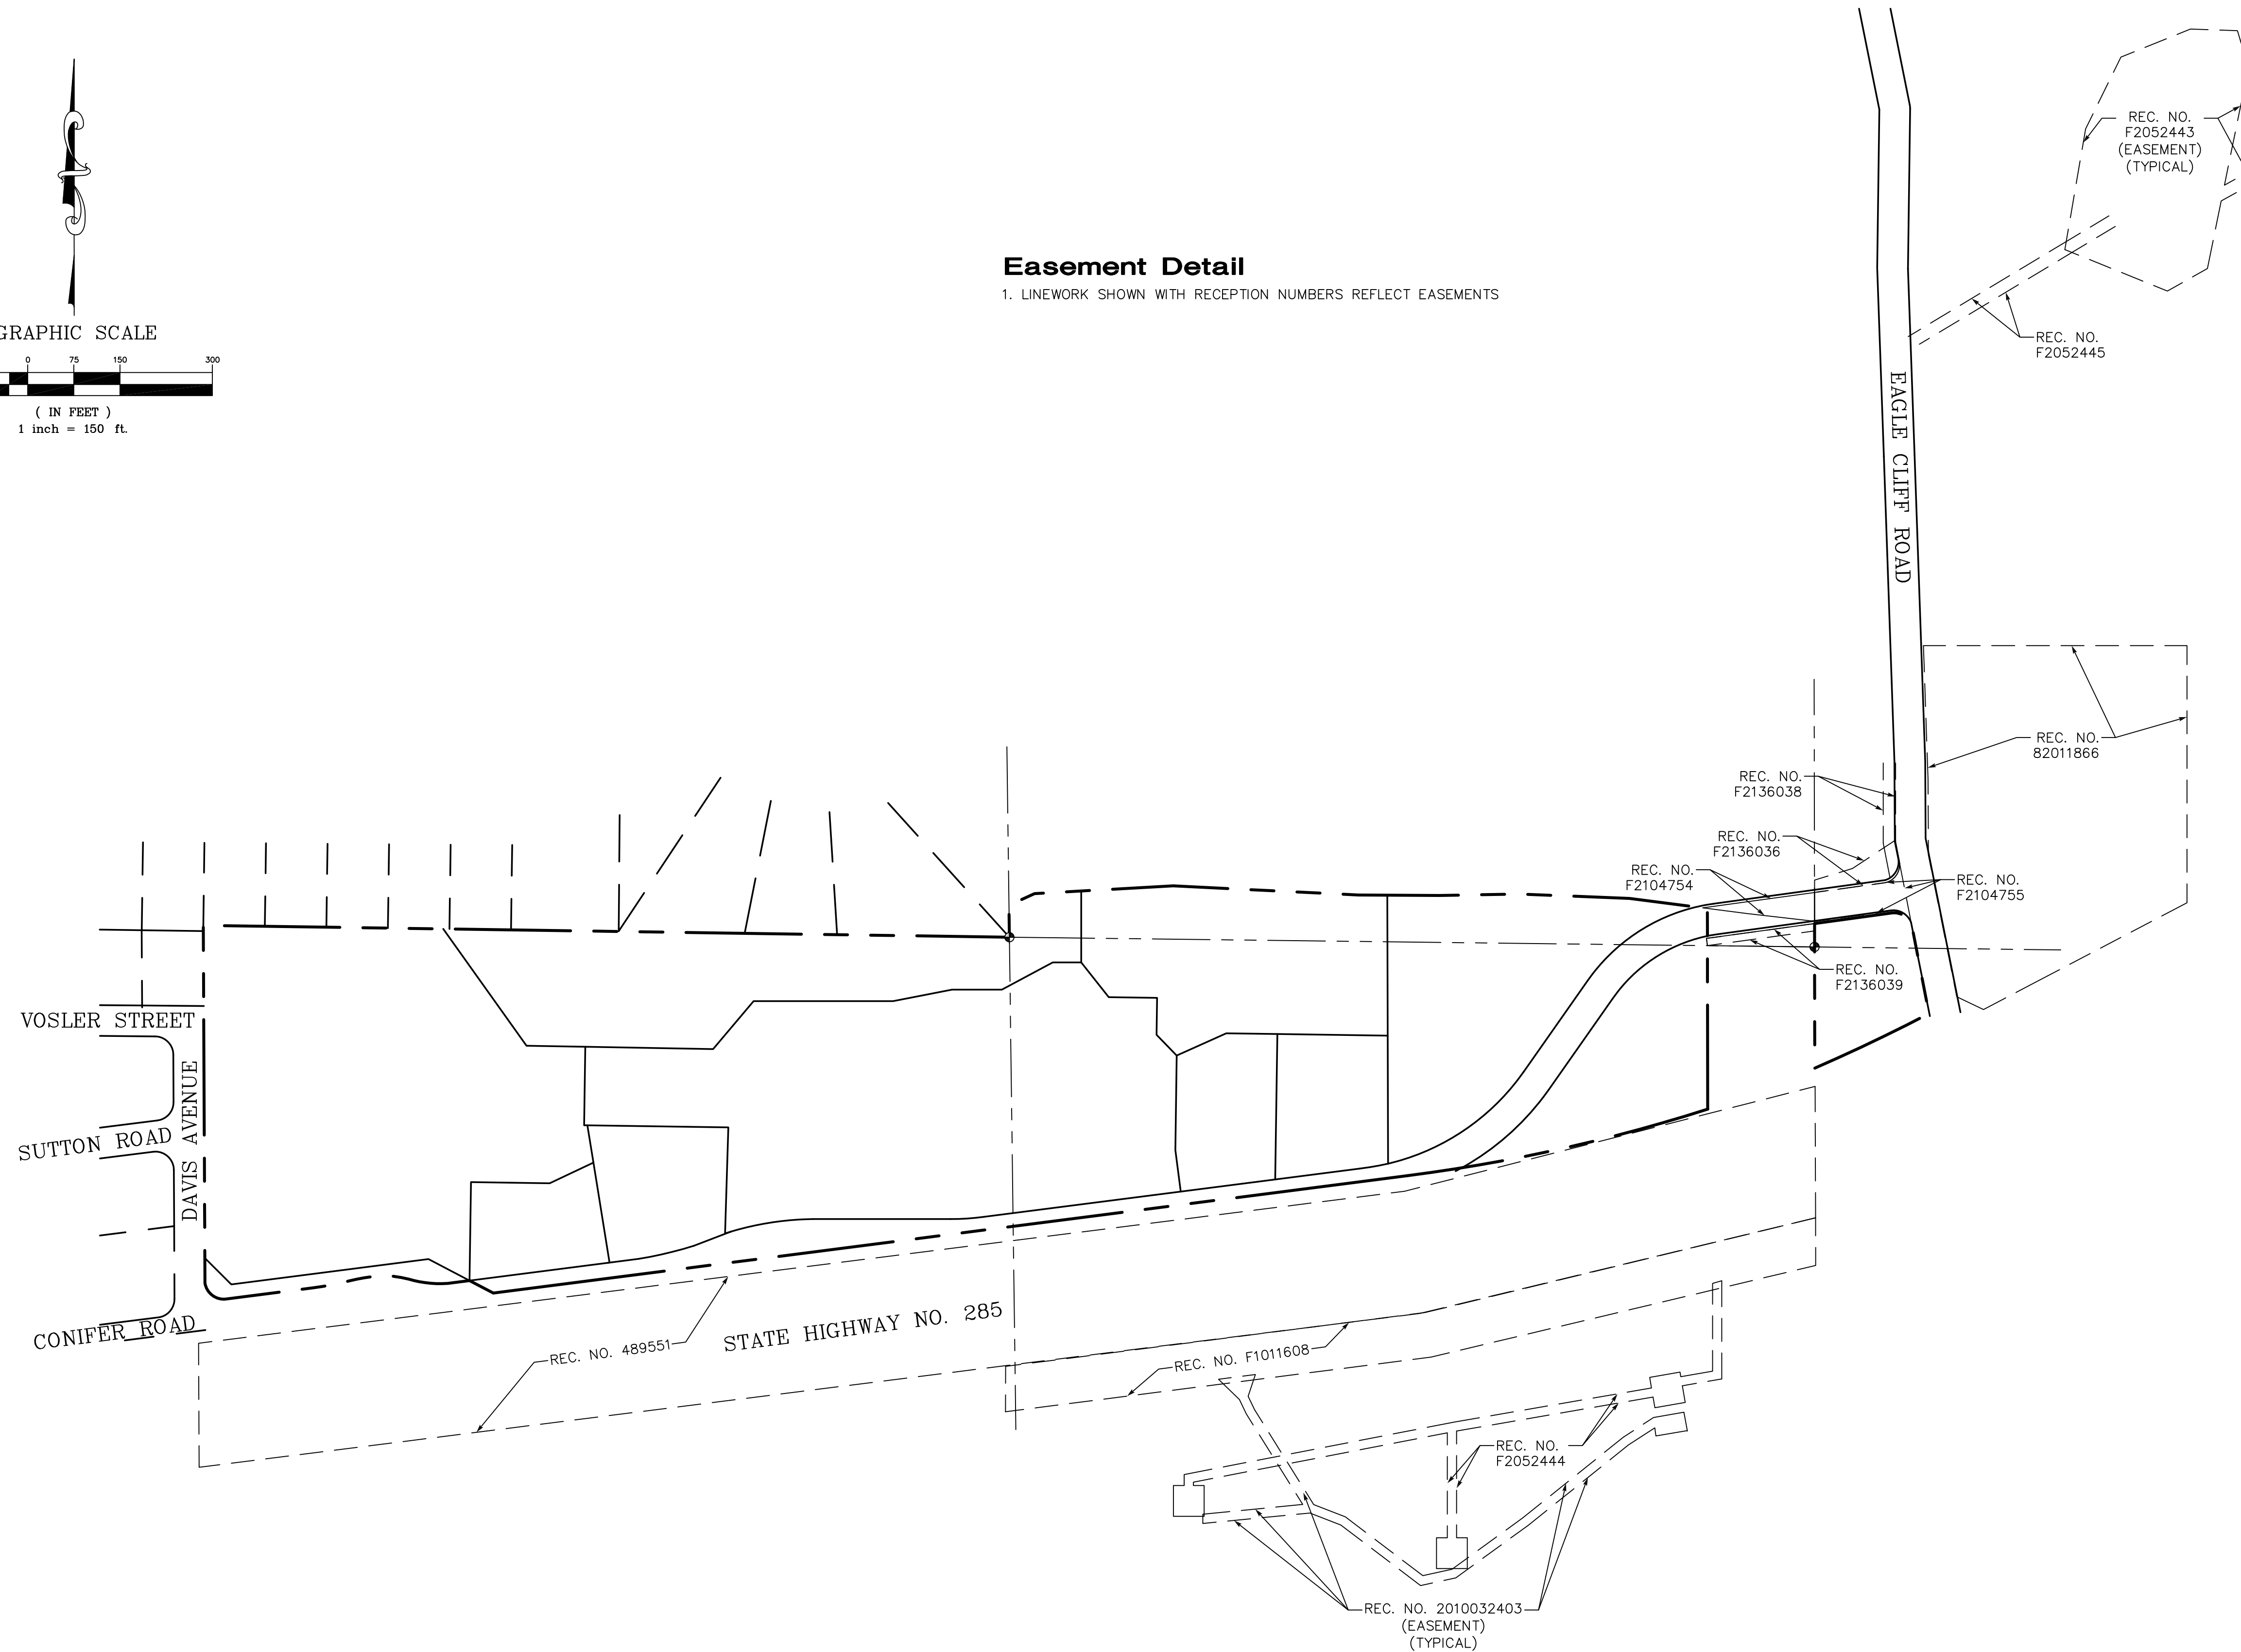 REC. NO.
F2052443
(EASEMENT)
(TYPICAL)
Easement Detail
1. LINEWORK SHOWN WITH RECEPTION NUMBERS REFLECT EASEMENTS
GRAPHIC SCALE
0 75 150 300
( IN FEET )
1 inch = 150 ft.
REC. NO.
F2052445
EAGLE CLIFF ROAD
REC. NO.
82011866
REC. NO.
F2136038
REC. NO.
F2136036
REC. NO.
F2104754
REC. NO.
F2104755
REC. NO.
F2136039
VOSLER STREET
DAVIS AVENUE
SUTTON ROAD
CONIFER ROAD
STATE HIGHWAY NO. 285
REC. NO. 489551
REC. NO. F1011608
REC. NO.
F2052444
REC. NO. 2010032403
(EASEMENT)
(TYPICAL)